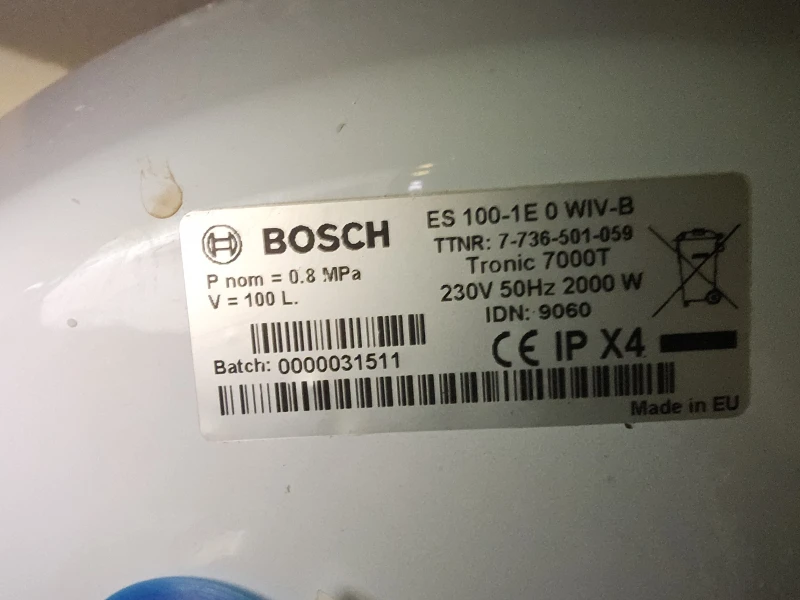 BOSCH
P nom = 0.8 MPa
V = 100 L.
ES 100-1E 0 WIV-B
TTNR: 7-736-501-059
Tronic 7000T
230V 50Hz 2000 W
IDN: 9060
CE IP X4
Batch: 0000031511
Made in EU